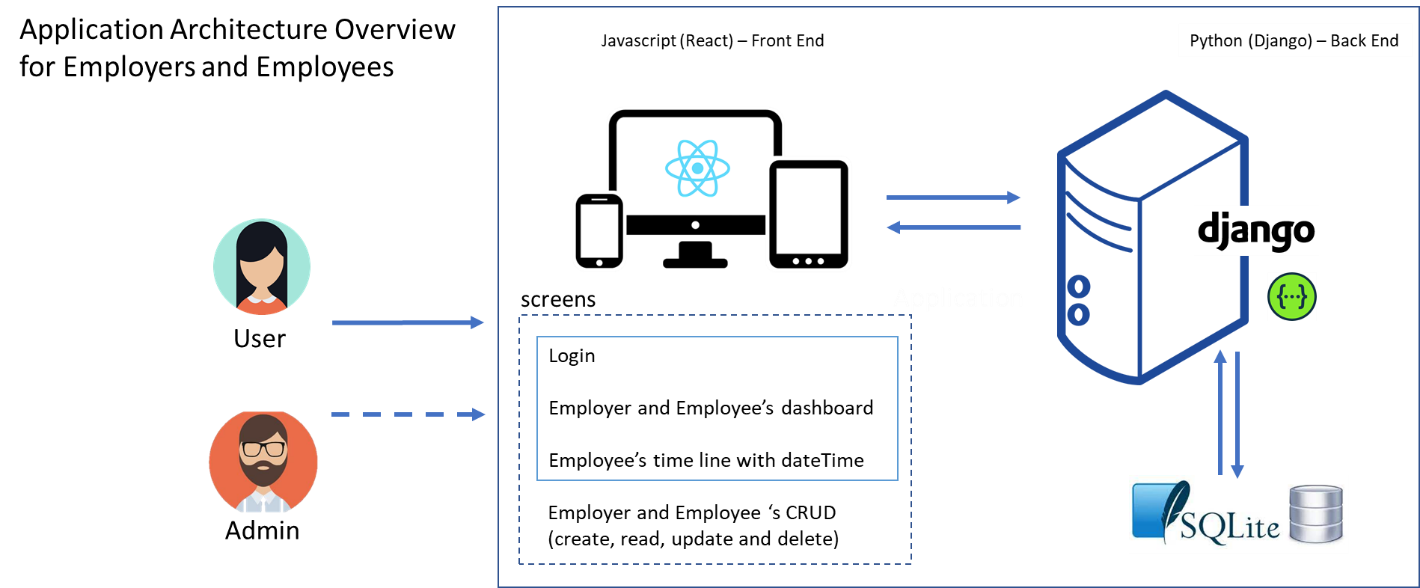 Application Architecture Overview
for Employers and Employees
Javascript (React) – Front End
Python (Django) – Back End
django
{···}
User
Admin
screens
Login
Employer and Employee’s dashboard
Employee’s time line with dateTime
Employer and Employee ‘s CRUD
(create, read, update and delete)
SQLite